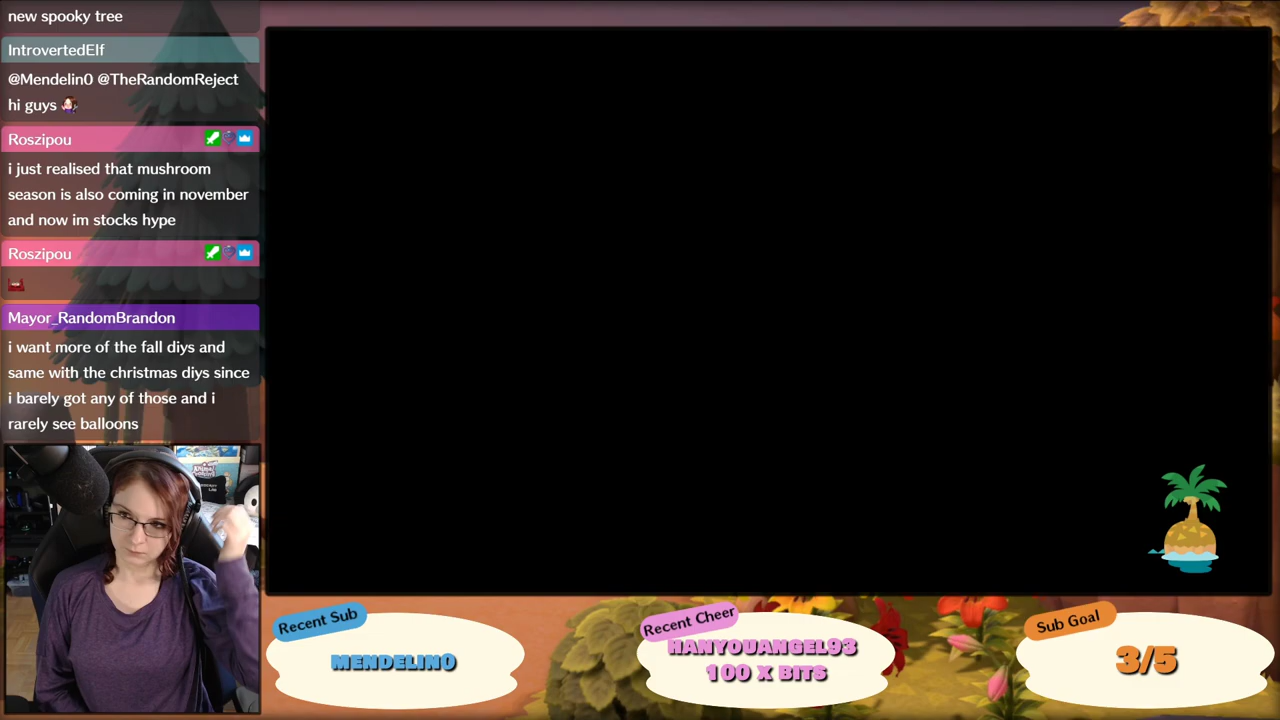 new spooky tree
IntrovertedElf
@Mendelin0 @TheRandomReject
hi guys
Roszipou
i just realised that mushroom
season is also coming in november
and now im stocks hype
Roszipou
Mayor_RandomBrandon
i want more of the fall diys and
same with the christmas diys since
i barely got any of those and i
rarely see balloons
Recent Sub
MENDELIN0
Recent Cheer
HANYOUANGEL93
100 X BITS
Sub Goal
3/5